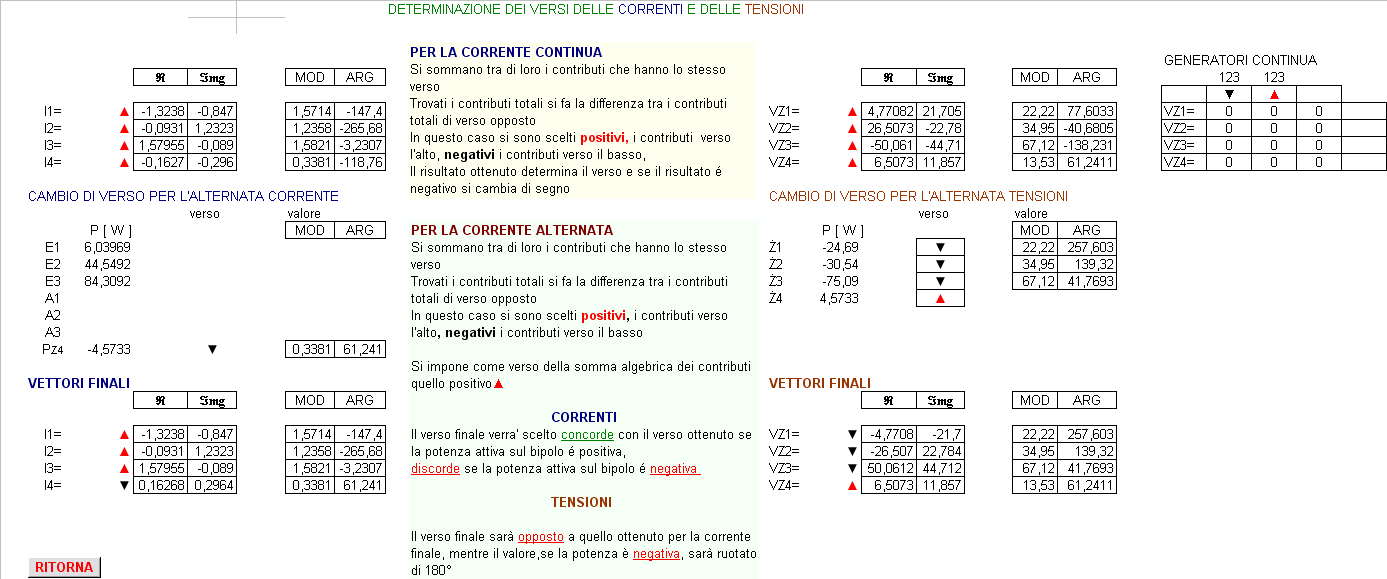 DETERMINAZIONE DEI VERSI DELLE CORRENTI E DELLE TENSIONI
ℜ ℑmg MOD ARG
I1= ▲ -1,3238 -0,847 1,5714 -147,4
I2= ▲ -0,0931 1,2323 1,2358 -265,68
I3= ▲ 1,57955 -0,089 1,5821 -3,2307
I4= ▲ -0,1627 -0,296 0,3381 -118,76
CAMBIO DI VERSO PER L'ALTERNATA CORRENTE
verso valore
P [ W ] MOD ARG
E1 6,03969
E2 44,5492
E3 84,3092
A1
A2
A3
Pz4 -4,5733 ▼ 0,3381 61,241
VETTORI FINALI
ℜ ℑmg MOD ARG
I1= ▲ -1,3238 -0,847 1,5714 -147,4
I2= ▲ -0,0931 1,2323 1,2358 -265,68
I3= ▲ 1,57955 -0,089 1,5821 -3,2307
I4= ▼ 0,16268 0,2964 0,3381 61,241
RITORNA
PER LA CORRENTE CONTINUA
Si sommano tra di loro i contributi che hanno lo stesso
verso
Trovati i contributi totali si fa la differenza tra i contributi
totali di verso opposto
In questo caso si sono scelti positivi, i contributi verso
l'alto, negativi i contributi verso il basso,
Il risultato ottenuto determina il verso e se il risultato é
negativo si cambia di segno
PER LA CORRENTE ALTERNATA
Si sommano tra di loro i contributi che hanno lo stesso
verso
Trovati i contributi totali si fa la differenza tra i contributi
totali di verso opposto
In questo caso si sono scelti positivi, i contributi verso
l'alto, negativi i contributi verso il basso
Si impone come verso della somma algebrica dei contributi
quello positivo▲
CORRENTI
Il verso finale verra' scelto concorde con il verso ottenuto se
la potenza attiva sul bipolo é positiva,
discorde se la potenza attiva sul bipolo é negativa
TENSIONI
Il verso finale sarà opposto a quello ottenuto per la corrente
finale, mentre il valore,se la potenza è negativa, sarà ruotato
di 180°
ℜ ℑmg MOD ARG
VZ1= ▲ 4,77082 21,705 22,22 77,6033
VZ2= ▲ 26,5073 -22,78 34,95 -40,6805
VZ3= ▲ -50,061 -44,71 67,12 -138,231
VZ4= ▲ 6,5073 11,857 13,53 61,2411
CAMBIO DI VERSO PER L'ALTERNATA TENSIONI
verso valore
P [ W ] MOD ARG
Ż1 -24,69 ▼ 22,22 257,603
Ż2 -30,54 ▼ 34,95 139,32
Ż3 -75,09 ▼ 67,12 41,7693
Ż4 4,5733 ▲
VETTORI FINALI
ℜ ℑmg MOD ARG
VZ1= ▼ -4,7708 -21,7 22,22 257,603
VZ2= ▼ -26,507 22,784 34,95 139,32
VZ3= ▼ 50,0612 44,712 67,12 41,7693
VZ4= ▲ 6,5073 11,857 13,53 61,2411
GENERATORI CONTINUA
123 123
▼ ▲
VZ1= 0 0 0
VZ2= 0 0 0
VZ3= 0 0 0
VZ4= 0 0 0